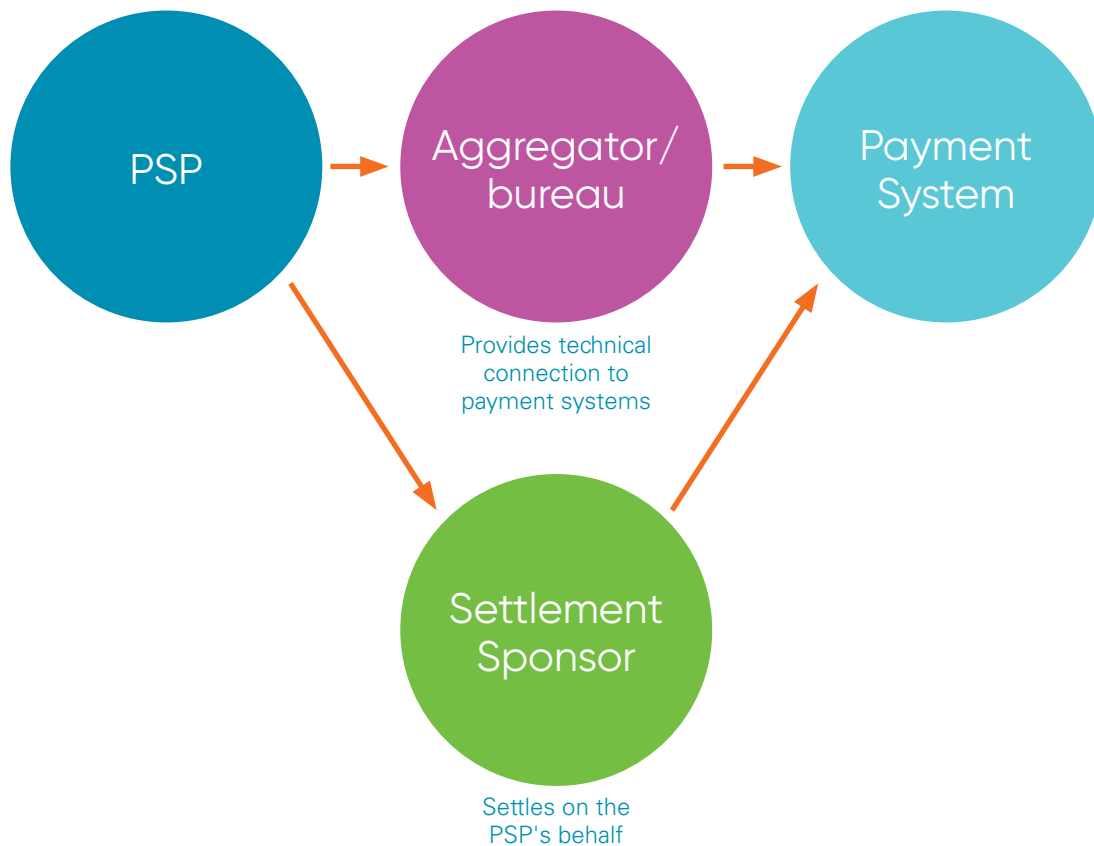 PSP
Aggregator/
bureau
Payment
System
Provides technical
connection to
payment systems
Settlement
Sponsor
Settles on the
PSP's behalf